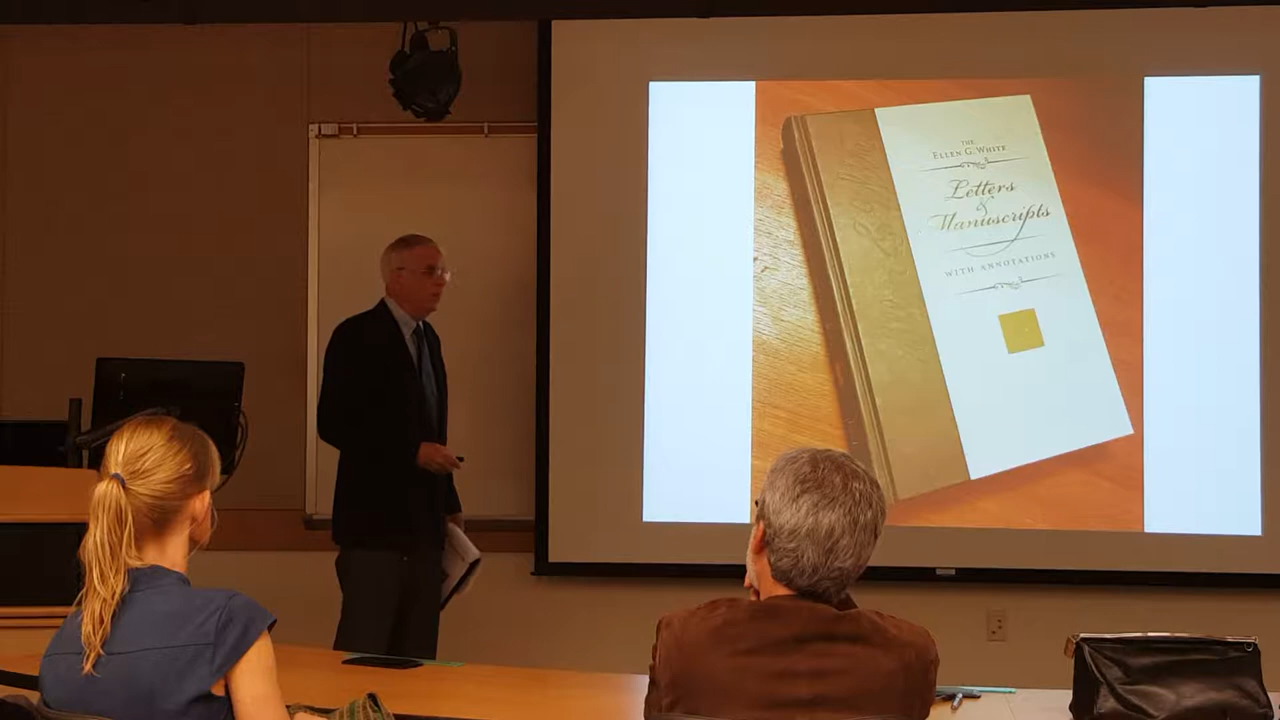 THE
ELLEN G. WHITE
Letters
&
Manuscripts
WITH ANNOTATIONS